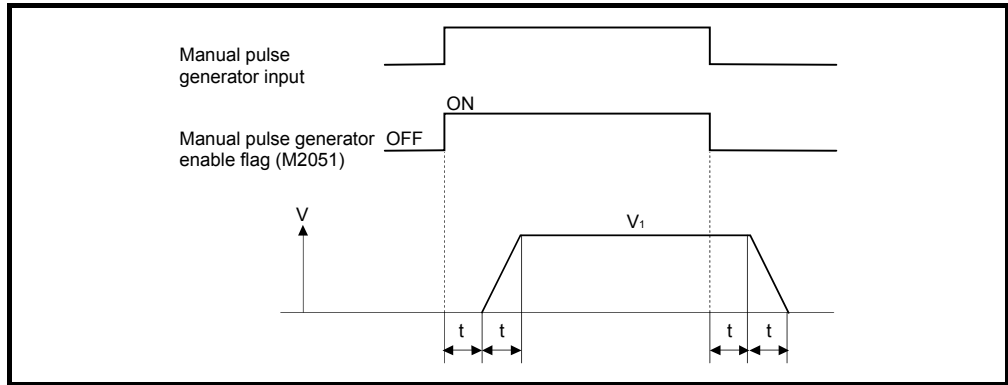 Manual pulse
generator input
ON
Manual pulse generator OFF
enable flag (M2051)
V
V₁
t t t t